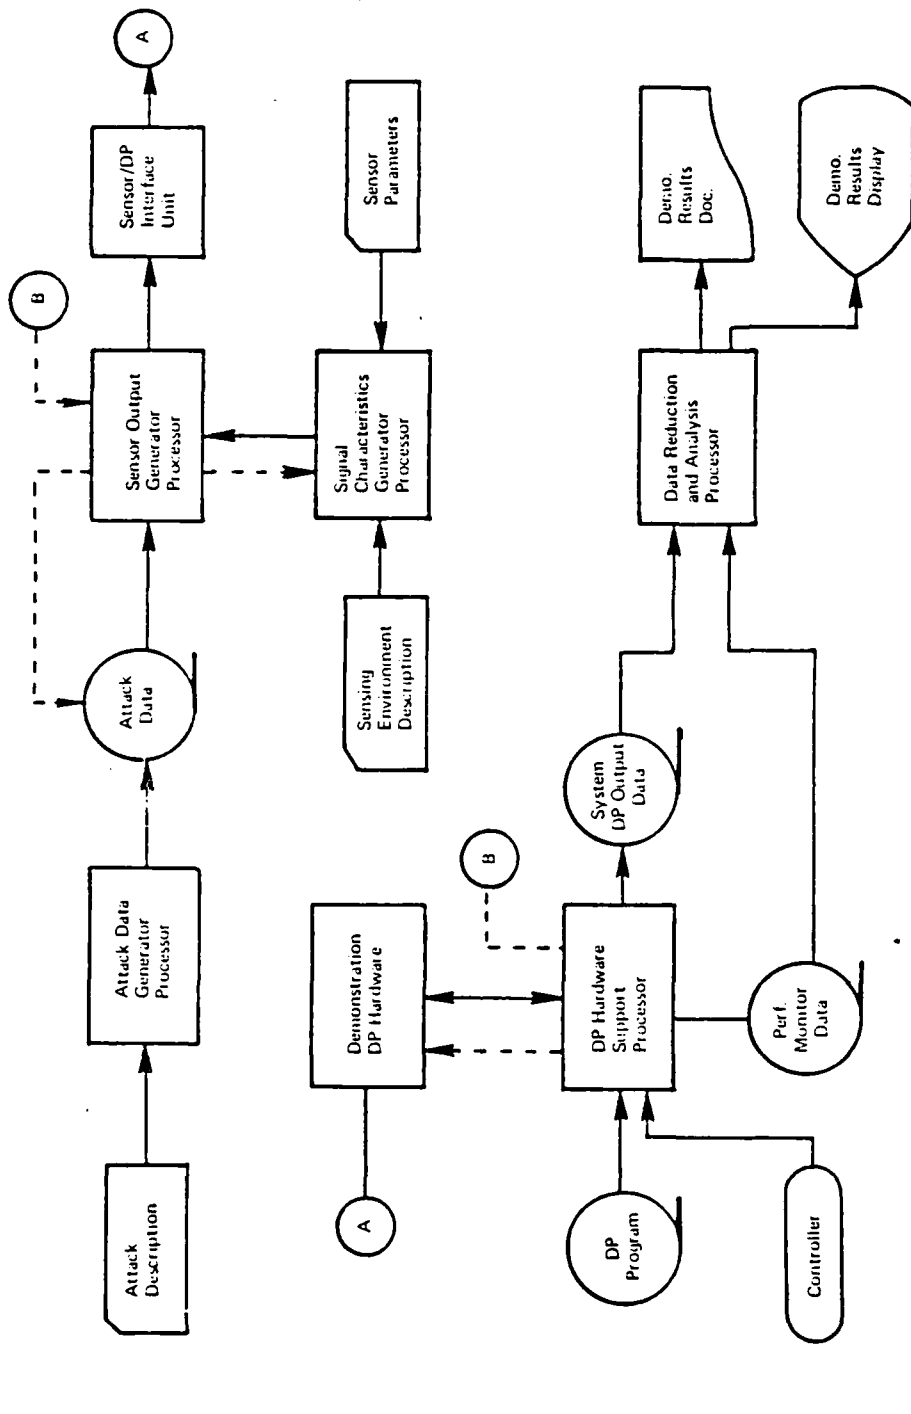 Attack
Description
Attack Data
Generator
Processor
Attack
Data
B
Sensor Output
Generator
Processor
Sensor/DP
Interface
Unit
A
Sensing
Environment
Description
Signal
Characteristics
Generator
Processor
Sensor
Parameters
A
Demonstration
DP Hardware
B
DP
Program
DP Hardware
Support
Processor
System
DP Output
Data
Controller
Perf.
Monitor
Data
Data Reduction
and Analysis
Processor
Demo.
Results
Doc.
Demo.
Results
Display